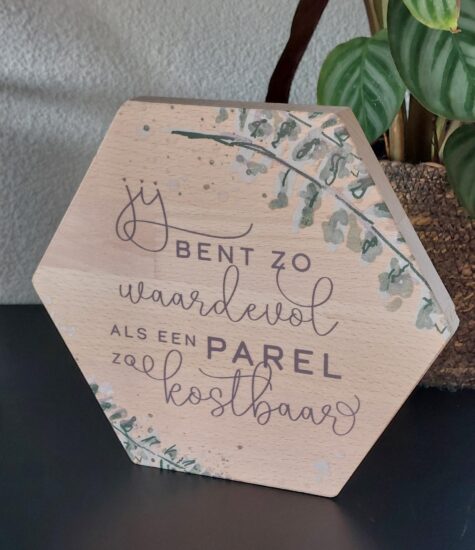 jij
BENT ZO
waardevol
ALS EEN PAREL
ZO kostbaar